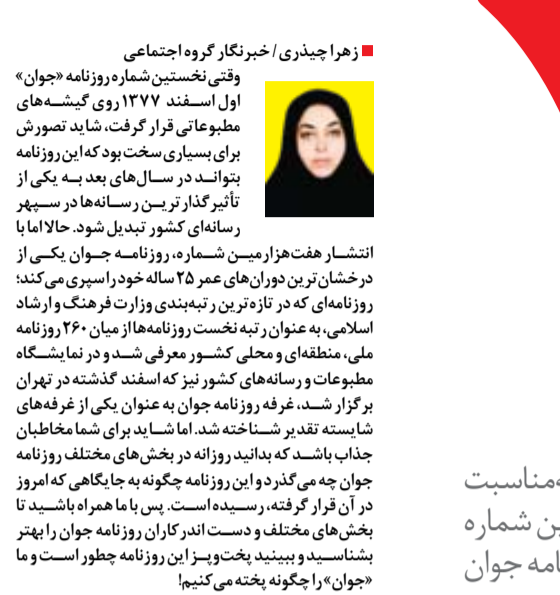 زهرا چیذری / خبرنگار گروه اجتماعی
وقتی نخستین شماره روزنامه «جوان»
اول اسفند ۱۳۷۷ روی گیشه‌های
مطبوعاتی قرار گرفت، شاید تصورش
برای بسیاری سخت بود که این روزنامه
بتواند در سال‌های بعد به یکی از
تأثیرگذارترین رسانه‌ها در سپهر
رسانه‌ای کشور تبدیل شود. حالا اما با
انتشار هفت‌هزارمین شماره، روزنامه جوان یکی از
درخشان‌ترین دوران‌های عمر ۲۵ ساله خود را سپری می‌کند؛
روزنامه‌ای که در تازه‌ترین رتبه‌بندی وزارت فرهنگ و ارشاد
اسلامی، به عنوان رتبه نخست روزنامه‌ها از میان ۲۶۰ روزنامه
ملی، منطقه‌ای و محلی کشور معرفی شد و در نمایشگاه
مطبوعات و رسانه‌های کشور نیز که اسفند گذشته در تهران
برگزار شد، غرفه روزنامه جوان به عنوان یکی از غرفه‌های
شایسته تقدیر شناخته شد. اما شاید برای شما مخاطبان
جذاب باشد که بدانید روزانه در بخش‌های مختلف روزنامه
جوان چه می‌گذرد و این روزنامه چگونه به جایگاهی که امروز
در آن قرار گرفته، رسیده است. پس با ما همراه باشید تا
بخش‌های مختلف و دست اندرکاران روزنامه جوان را بهتر
بشناسید و ببینید پخت‌وپز این روزنامه چطور است و ما
«جوان» را چگونه پخته می‌کنیم!
مناسبت
شماره
جوان